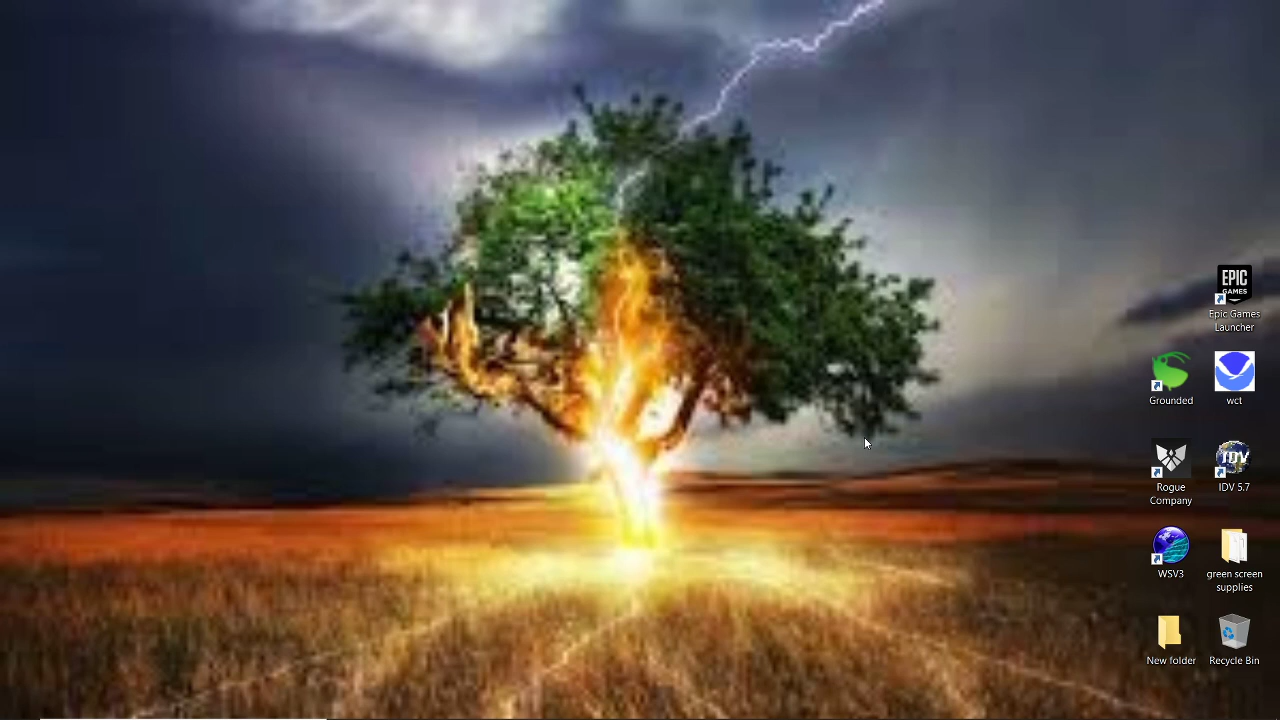 EPIC
GAMES
Epic Games
Launcher
Grounded
wct
Rogue
Company
IDV
IDV 5.7
WSV3
green screen
supplies
New folder
Recycle Bin